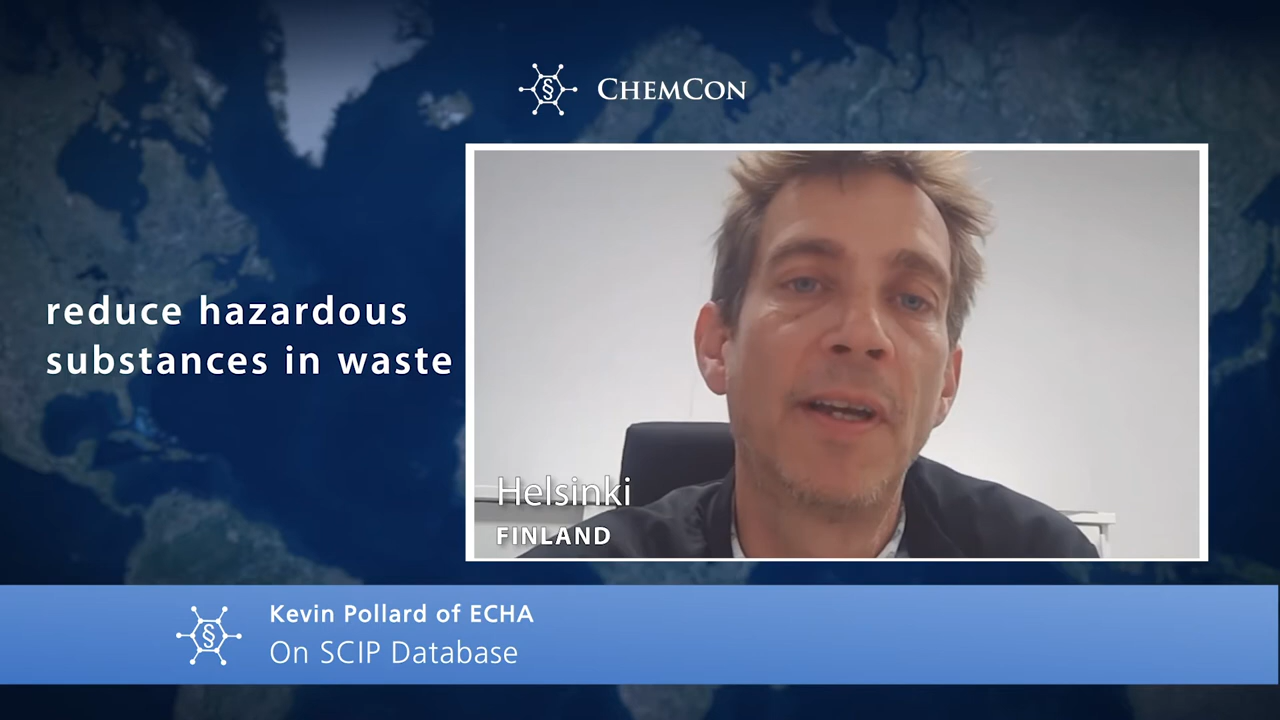 CHEMCON
reduce hazardous
substances in waste
Helsinki
FINLAND
Kevin Pollard of ECHA
On SCIP Database